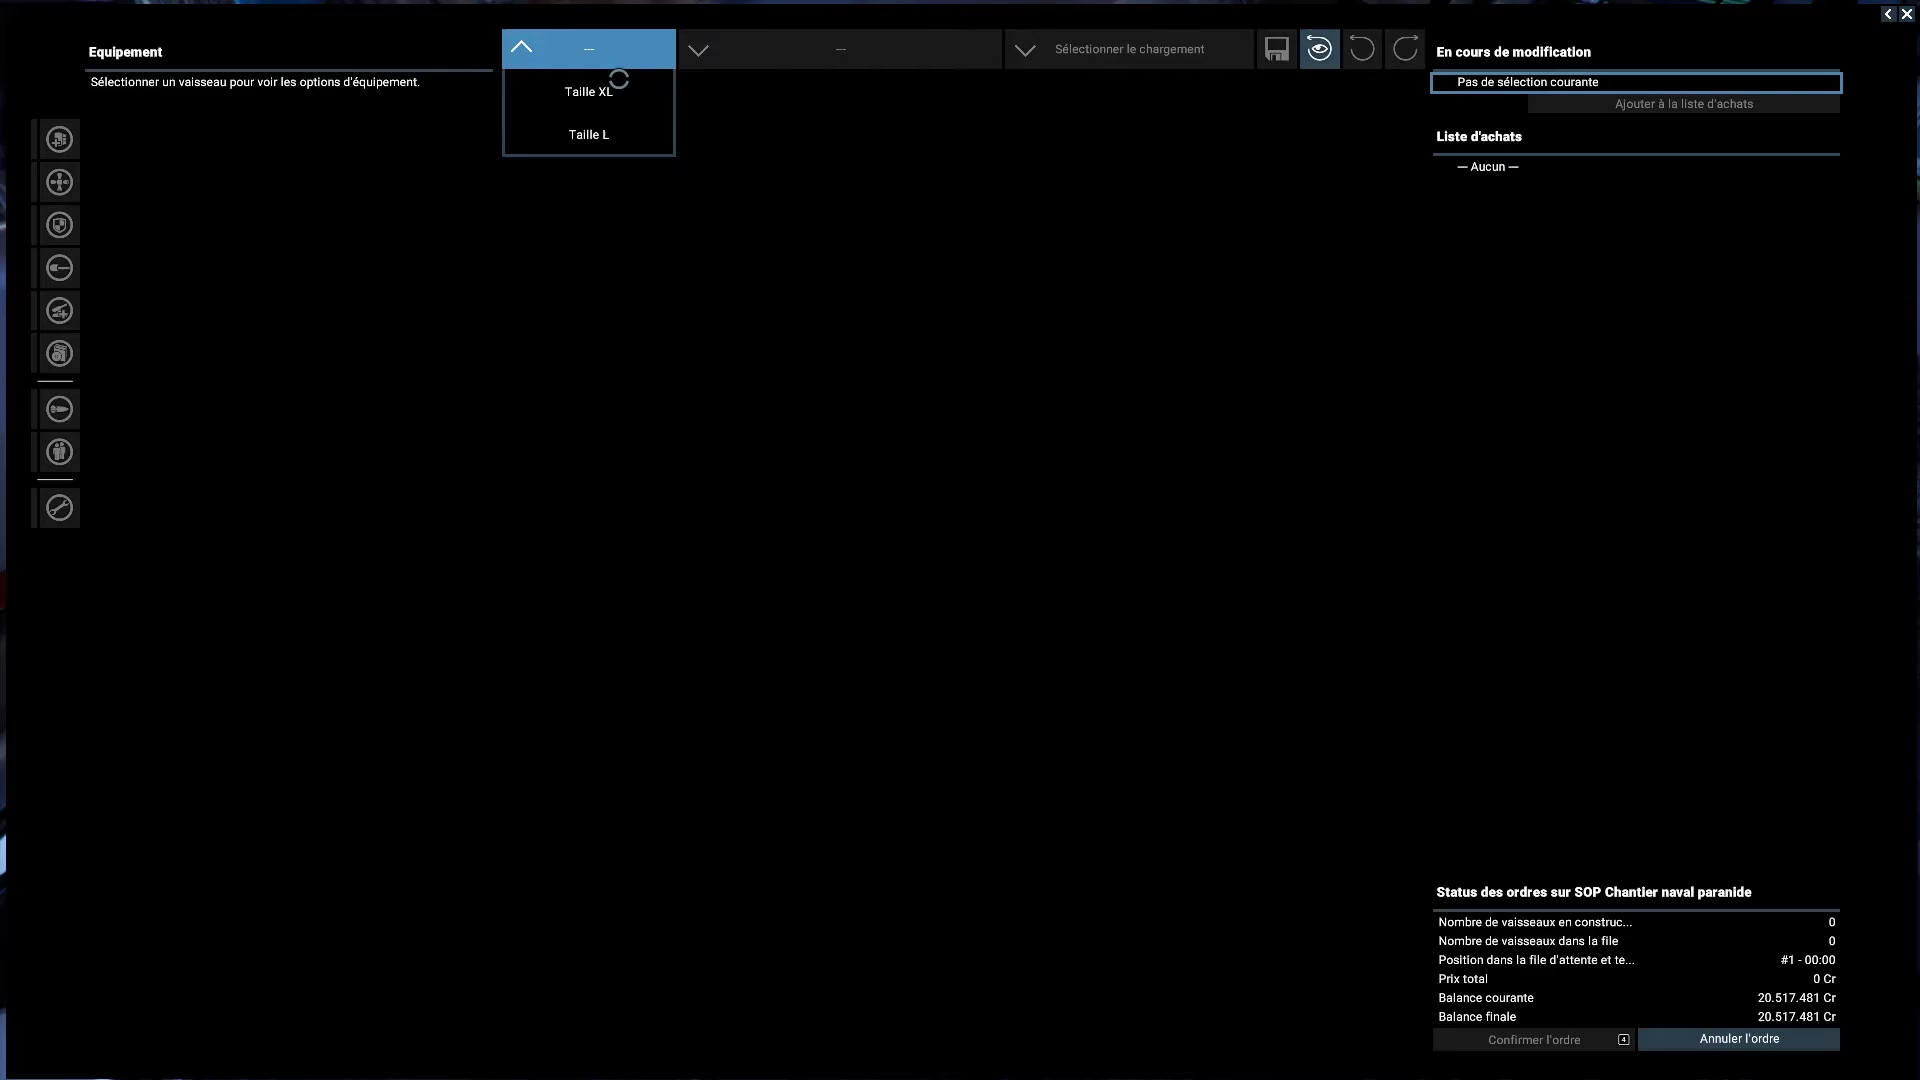 Equipement
Sélectionner un vaisseau pour voir les options d'équipement.
---
Taille XL
Taille L
---
Sélectionner le chargement
En cours de modification
Pas de sélection courante
Ajouter à la liste d'achats
Liste d'achats
— Aucun —
Status des ordres sur SOP Chantier naval paranide
Nombre de vaisseaux en construc... 0
Nombre de vaisseaux dans la file 0
Position dans la file d'attente et te... #1 - 00:00
Prix total 0 Cr
Balance courante 20.517.481 Cr
Balance finale 20.517.481 Cr
Confirmer l'ordre 4
Annuler l'ordre